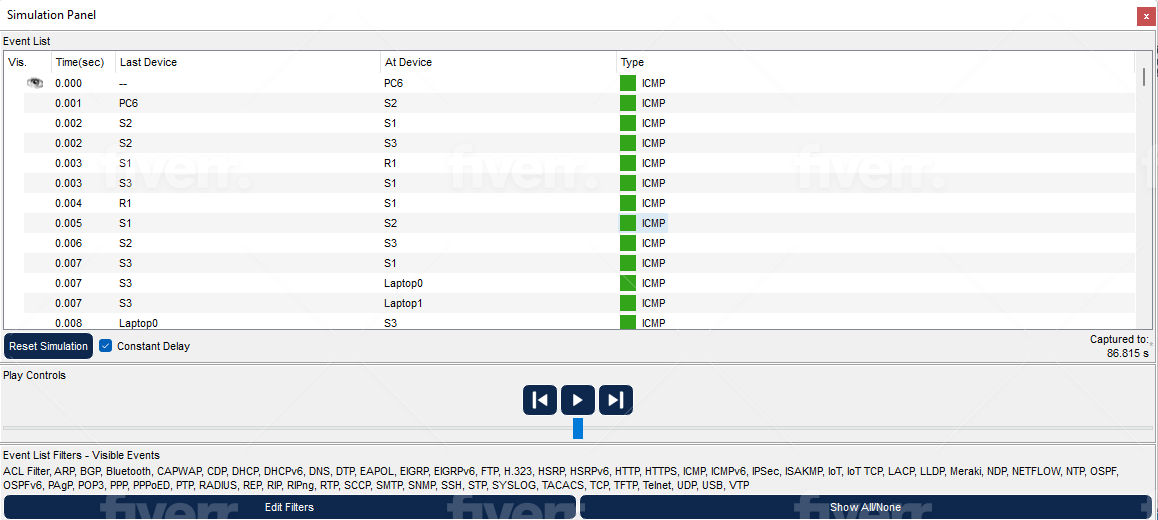 Simulation Panel
x
Event List
Vis. Time(sec) Last Device At Device Type
0.000 -- PC6 ICMP
0.001 PC6 S2 ICMP
0.002 S2 S1 ICMP
0.002 S2 S3 ICMP
0.003 S1 R1 ICMP
0.003 S3 S1 ICMP
0.004 R1 S1 ICMP
0.005 S1 S2 ICMP
0.006 S2 S3 ICMP
0.007 S3 S1 ICMP
0.007 S3 Laptop0 ICMP
0.007 S3 Laptop1 ICMP
0.008 Laptop0 S3 ICMP
fiverr. fiverr. fiverr.
Reset Simulation Constant Delay Captured to:
86.815 s
Play Controls
Event List Filters - Visible Events
ACL Filter, ARP, BGP, Bluetooth, CAPWAP, CDP, DHCP, DHCPv6, DNS, DTP, EAPOL, EIGRP, EIGRPv6, FTP, H.323, HSRP, HSRPv6, HTTP, HTTPS, ICMP, ICMPv6, IPSec, ISAKMP, IoT, IoT TCP, LACP, LLDP, Meraki, NDP, NETFLOW, NTP, OSPF,
OSPFv6, PAgP, POP3, PPP, PPPoED, PTP, RADIUS, REP, RIP, RIPng, RTP, SCCP, SMTP, SNMP, SSH, STP, SYSLOG, TACACS, TCP, TFTP, Telnet, UDP, USB, VTP
Edit Filters Show All/None
fiverr. fiverr. fiverr.